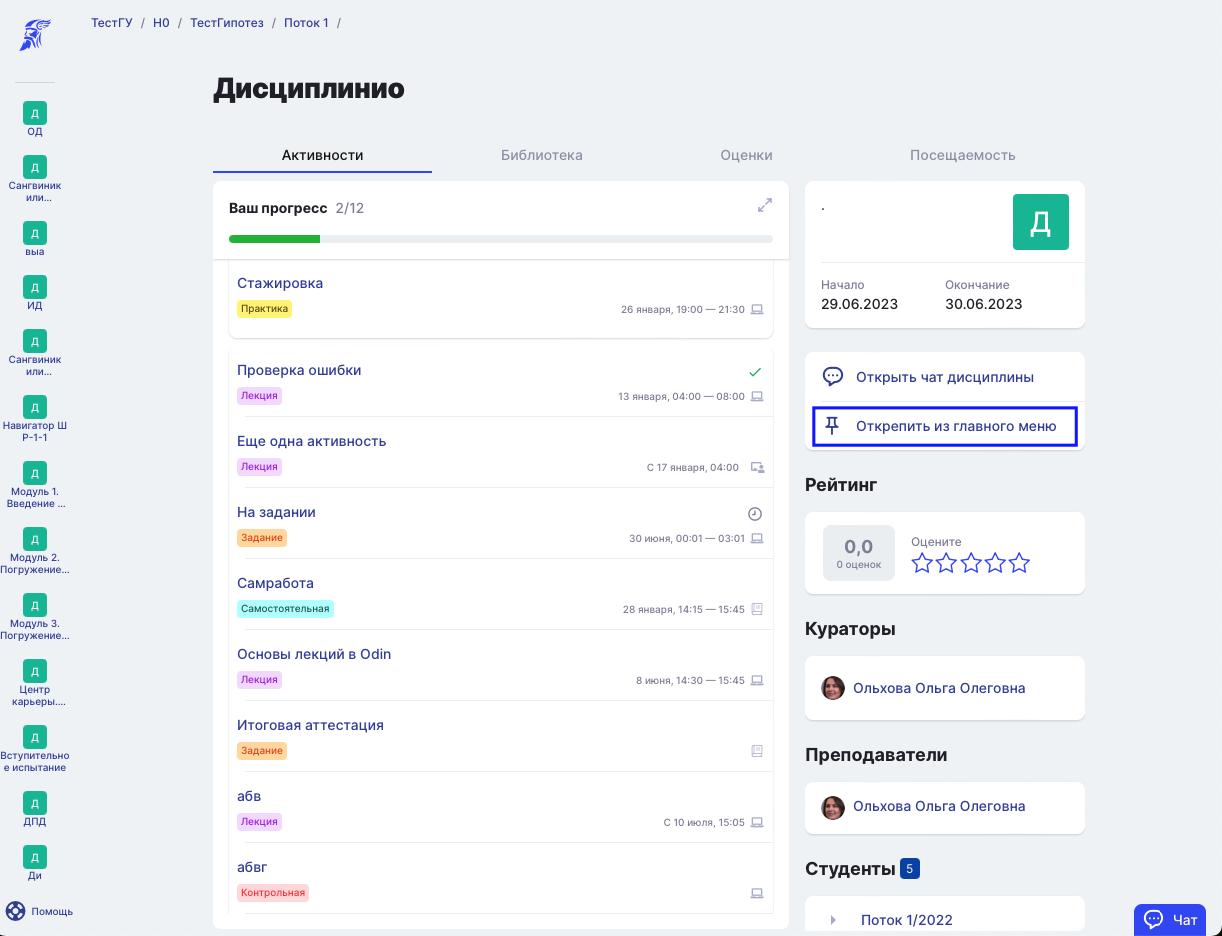 ТестГУ / Н0 / ТестГипотез / Поток 1 /
Дисциплинио
Активности Библиотека Оценки Посещаемость
Д
ОД
Д
Сангвиник
или...
Д
выа
Д
ИД
Д
Сангвиник
или...
Д
Навигатор Ш
Р-1-1
Д
Модуль 1.
Введение ...
Д
Модуль 2.
Погружение...
Д
Модуль 3.
Погружение...
Д
Центр
карьеры....
Д
Вступительно
е испытание
Д
ДПД
Д
Ди
Помощь
Ваш прогресс 2/12
Стажировка
Практика 26 января, 19:00 — 21:30
Проверка ошибки
Лекция 13 января, 04:00 — 08:00
Еще одна активность
Лекция С 17 января, 04:00
На задании
Задание 30 июня, 00:01 — 03:01
Самработа
Самостоятельная 28 января, 14:15 — 15:45
Основы лекций в Odin
Лекция 8 июня, 14:30 — 15:45
Итоговая аттестация
Задание
абв
Лекция С 10 июля, 15:05
абвг
Контрольная
.
Д
Начало Окончание
29.06.2023 30.06.2023
Открыть чат дисциплины
Открепить из главного меню
Рейтинг
0,0
0 оценок
Оцените
Кураторы
Ольхова Ольга Олеговна
Преподаватели
Ольхова Ольга Олеговна
Студенты 5
Поток 1/2022
Чат